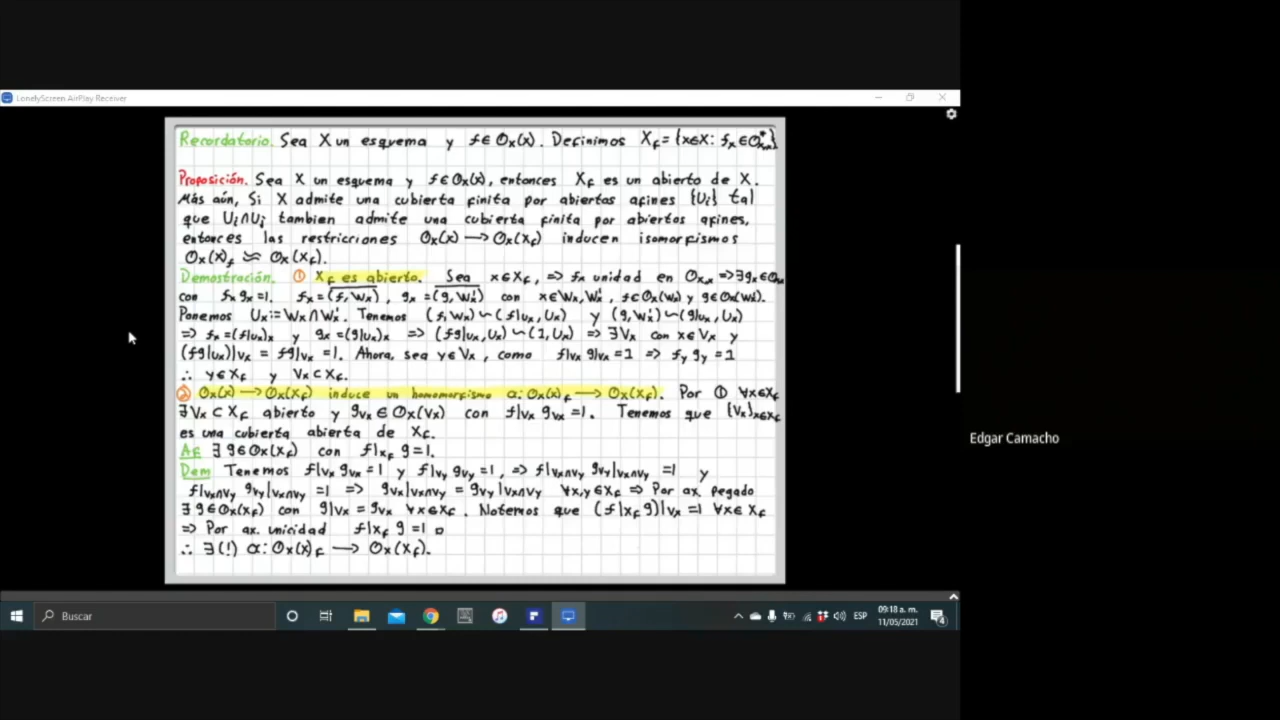 LonelyScreen AirPlay Receiver
Recordatorio. Sea X un esquema y f∈O_X(X). Definimos X_f={x∈X: f_x∈O*_{X,x}}
Proposición. Sea X un esquema y f∈O_X(X), entonces X_f es un abierto de X.
Más aún, Si X admite una cubierta finita por abiertos afines {U_i} tal
que U_i∩U_j tambien admite una cubierta finita por abiertos afines,
entonces las restricciones O_X(X) → O_X(X_f) inducen isomorfismos
O_X(X)_f ≈ O_X(X_f).
Demostración. ① X_f es abierto. Sea x∈X_f, ⇒ f_x unidad en O_{X,x} ⇒∃g_x∈O_{X,x}
con f_x g_x=1. f_x=(f,W_x), g_x=(g,W'_x) con x∈W_x,W'_x, f∈O_X(W_x) y g∈O_X(W'_x).
Ponemos U_x:=W_x∩W'_x. Tenemos (f,W_x)~(f|_{U_x},U_x) y (g,W'_x)~(g|_{U_x},U_x)
⇒ f_x=(f|_{U_x})_x y g_x=(g|_{U_x})_x ⇒ (fg|_{U_x},U_x)~(1,U_x) ⇒ ∃V_x con x∈V_x y
(fg|_{U_x})|_{V_x} = fg|_{V_x} =1. Ahora, sea y∈V_x, como f|_{V_x} g|_{V_x}=1 ⇒ f_y g_y=1
∴ y∈X_f y V_x⊂X_f.
② O_X(X) → O_X(X_f) induce un homomorfismo α: O_X(X)_f → O_X(X_f). Por ① ∀x∈X_f
∃V_x⊂X_f abierto y g_{V_x}∈O_X(V_x) con f|_{V_x} g_{V_x}=1. Tenemos que {V_x}_{x∈X_f}
es una cubierta abierta de X_f.
Af ∃ g∈O_X(X_f) con f|_{X_f} g=1.
Dem Tenemos f|_{V_x} g_{V_x}=1 y f|_{V_y} g_{V_y}=1, ⇒ f|_{V_x∩V_y} g_{V_x}|_{V_x∩V_y} =1 y
f|_{V_x∩V_y} g_{V_y}|_{V_x∩V_y} =1 ⇒ g_{V_x}|_{V_x∩V_y} = g_{V_y}|_{V_x∩V_y} ∀x,y∈X_f ⇒ Por ax. pegado
∃ g∈O_X(X_f) con g|_{V_x} = g_{V_x} ∀x∈X_f. Notemos que (f|_{X_f} g)|_{V_x} =1 ∀x∈X_f
⇒ Por ax. unicidad f|_{X_f} g =1 □
∴ ∃(!) α: O_X(X)_f → O_X(X_f).
Edgar Camacho
Buscar
ESP
09:18 a. m.
11/05/2021
4